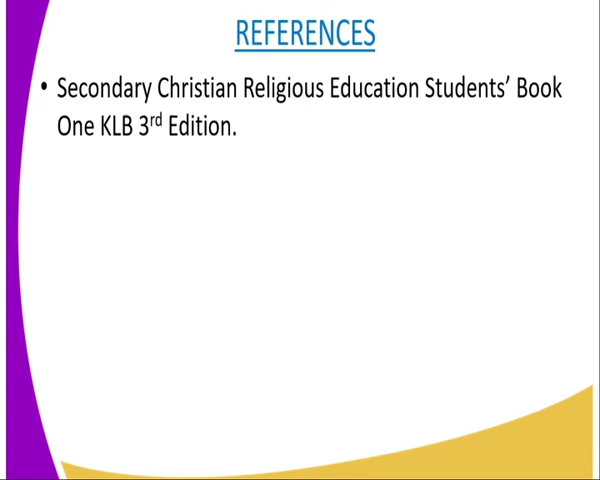 REFERENCES
• Secondary Christian Religious Education Students’ Book
One KLB 3rd Edition.